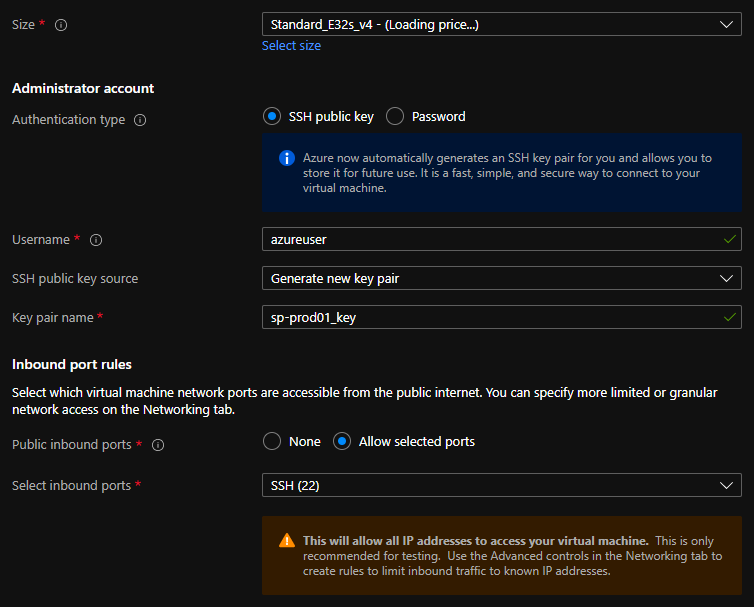 Size * Standard_E32s_v4 - (Loading price...)
Select size
Administrator account
Authentication type SSH public key Password
Azure now automatically generates an SSH key pair for you and allows you to
store it for future use. It is a fast, simple, and secure way to connect to your
virtual machine.
Username * azureuser
SSH public key source Generate new key pair
Key pair name * sp-prod01_key
Inbound port rules
Select which virtual machine network ports are accessible from the public internet. You can specify more limited or granular
network access on the Networking tab.
Public inbound ports * None Allow selected ports
Select inbound ports * SSH (22)
This will allow all IP addresses to access your virtual machine. This is only
recommended for testing. Use the Advanced controls in the Networking tab to
create rules to limit inbound traffic to known IP addresses.